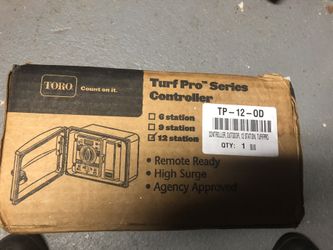 TORO
Count on it.
Turf Pro™ Series
Controller
6 station
9 station
12 station
• Remote Ready
• High Surge
• Agency Approved
TP-12-OD
CONTROLLER, OUTDOOR, 12 STATION, TURFPRO
QTY: 1